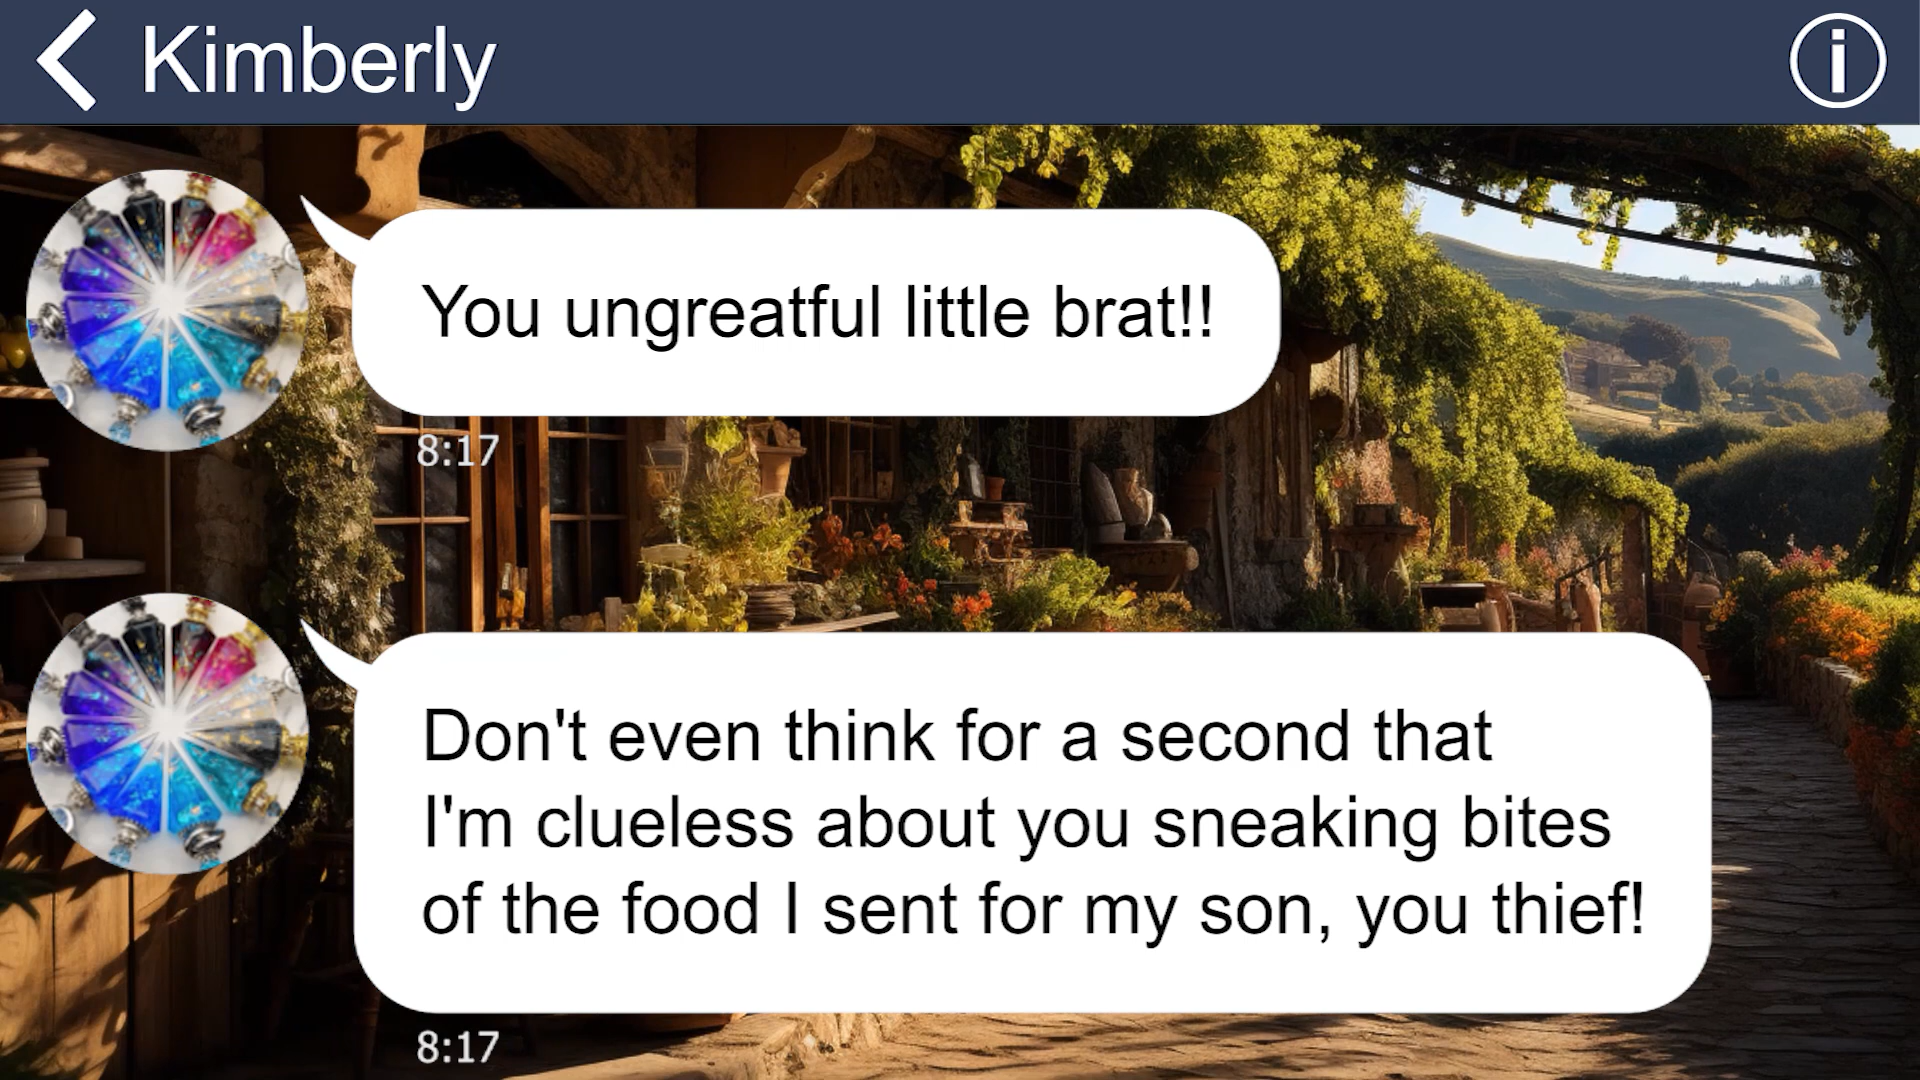 Kimberly
You ungreatful little brat!!
8:17
Don't even think for a second that
I'm clueless about you sneaking bites
of the food I sent for my son, you thief!
8:17